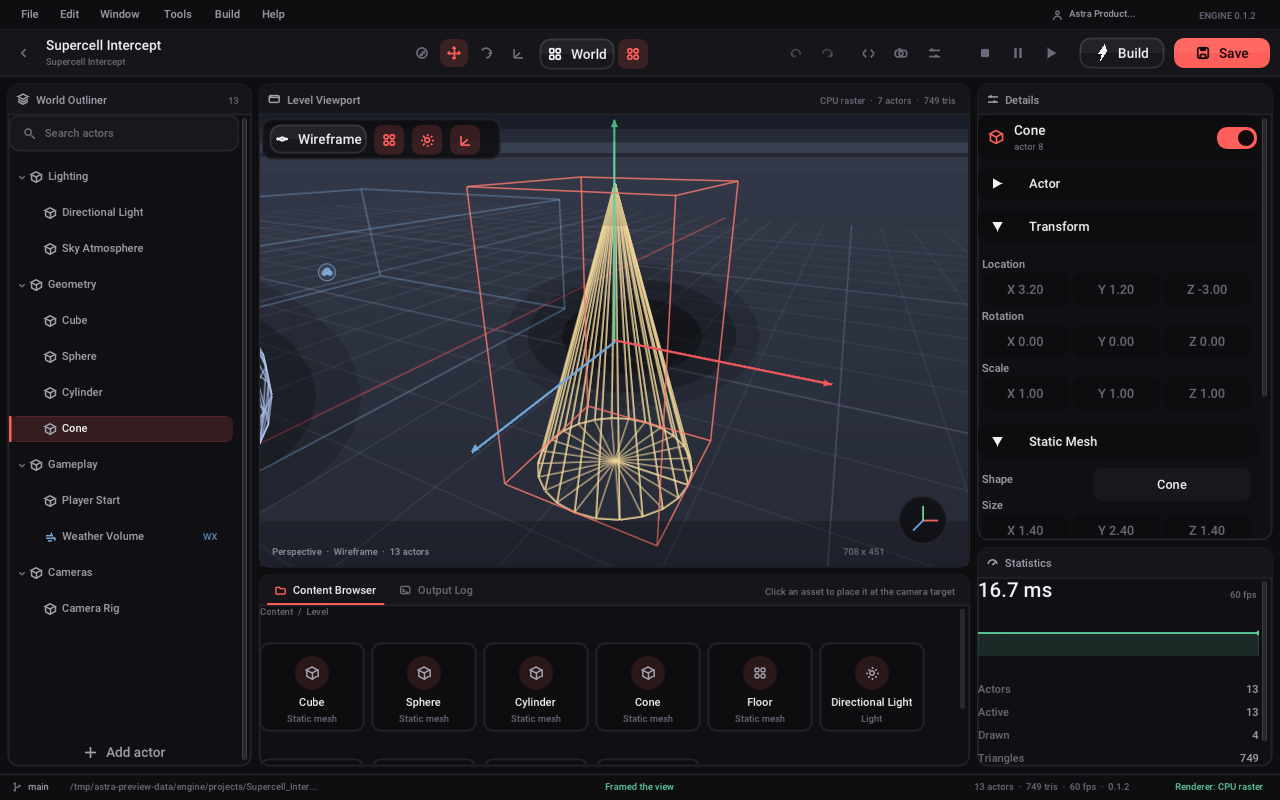 File Edit Window Tools Build Help
Astra Product... ENGINE 0.1.2
Supercell Intercept
Supercell Intercept
World
Build Save
World Outliner 13
Search actors
Lighting
Directional Light
Sky Atmosphere
Geometry
Cube
Sphere
Cylinder
Cone
Gameplay
Player Start
Weather Volume WX
Cameras
Camera Rig
Add actor
Level Viewport CPU raster · 7 actors · 749 tris
Wireframe
Perspective · Wireframe · 13 actors 708 x 451
Content Browser Output Log Click an asset to place it at the camera target
Content / Level
Cube Sphere Cylinder Cone Floor Directional Light
Static mesh Static mesh Static mesh Static mesh Static mesh Light
Details
Cone
actor 8
Actor
Transform
Location
X 3.20 Y 1.20 Z -3.00
Rotation
X 0.00 Y 0.00 Z 0.00
Scale
X 1.00 Y 1.00 Z 1.00
Static Mesh
Shape Cone
Size
X 1.40 Y 2.40 Z 1.40
Statistics
16.7 ms 60 fps
Actors 13
Active 13
Drawn 4
Triangles 749
main /tmp/astra-preview-data/engine/projects/Supercell_Inter... Framed the view 13 actors · 749 tris · 60 fps · 0.1.2 Renderer: CPU raster